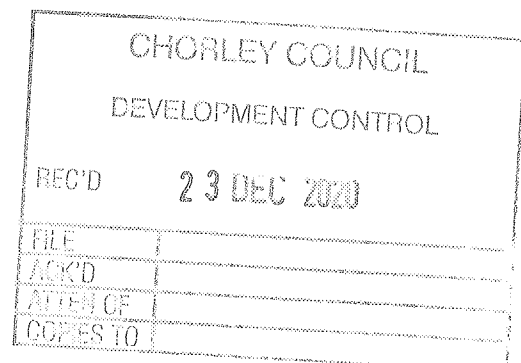 CHORLEY COUNCIL
DEVELOPMENT CONTROL
REC'D 23 DEC 2020
FILE
ACK'D
ATTEN OF
COPIES TO